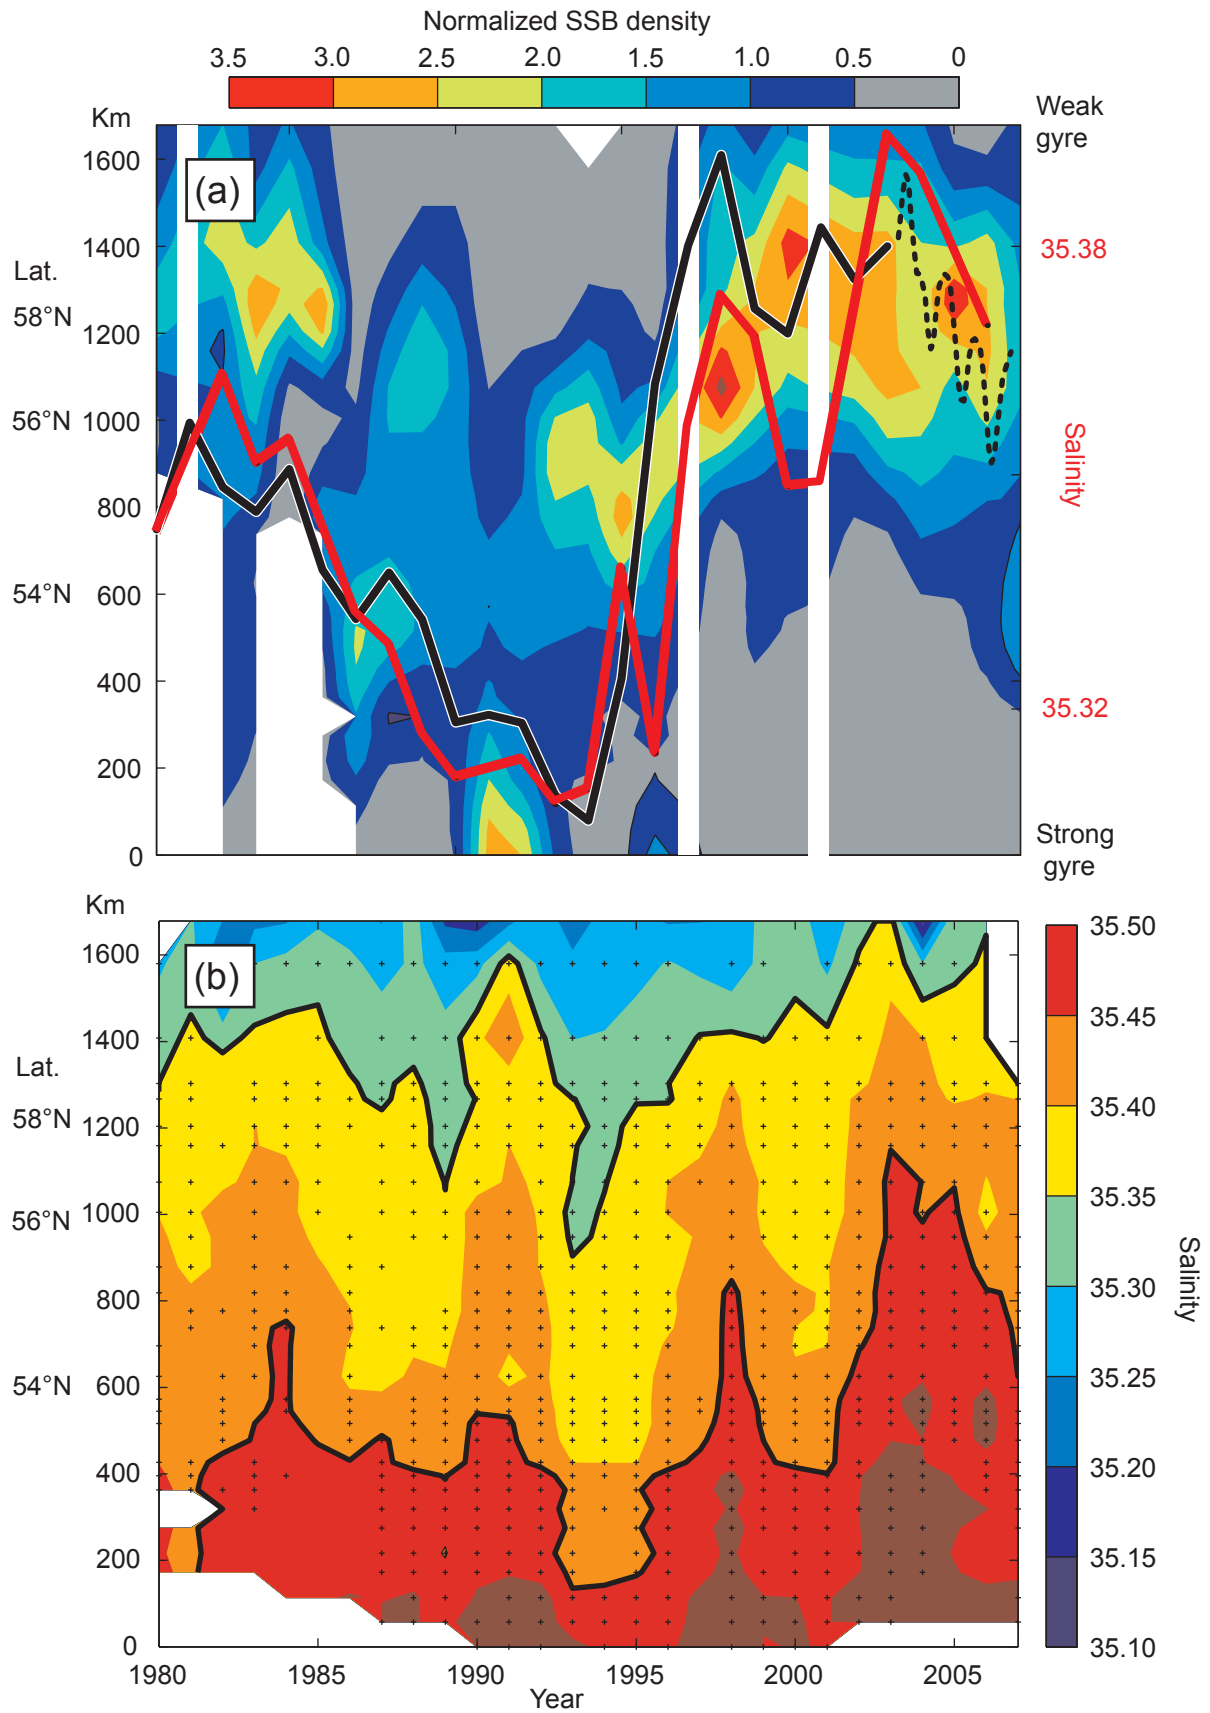 Normalized SSB density
3.5 3.0 2.5 2.0 1.5 1.0 0.5 0
Km
Weak
gyre
1600
(a)
1400
35.38
Lat.
58°N
1200
56°N
1000
Salinity
800
54°N
600
400
35.32
200
0
Strong
gyre
Km
35.50
1600
(b)
35.45
1400
Lat.
35.40
58°N
1200
35.35
56°N
1000
35.30
Salinity
800
35.25
54°N
600
35.20
400
35.15
200
35.10
0
1980 1985 1990 1995 2000 2005
Year